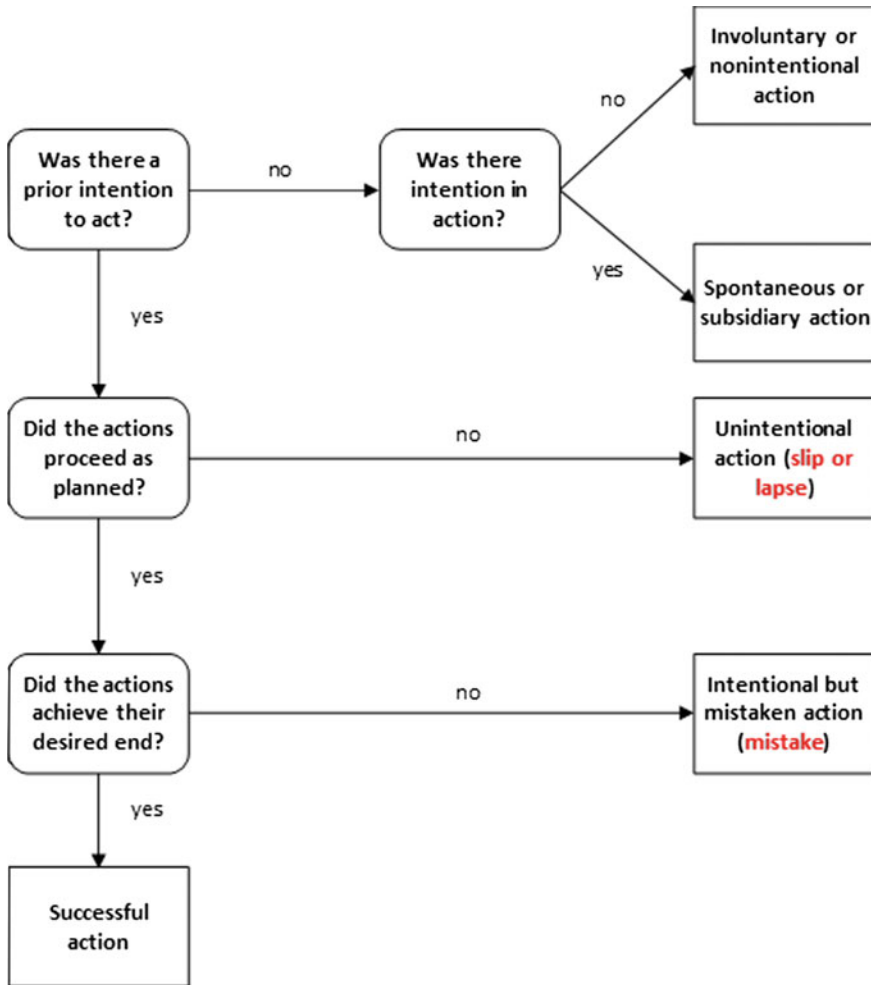 Involuntary or
nonintentional
action
no
Was there a
prior intention
to act?
no
Was there
intention in
action?
yes
Spontaneous or
subsidiary action
yes
Did the actions
proceed as
planned?
no
Unintentional
action (slip or
lapse)
yes
Did the actions
achieve their
desired end?
no
Intentional but
mistaken action
(mistake)
yes
Successful
action